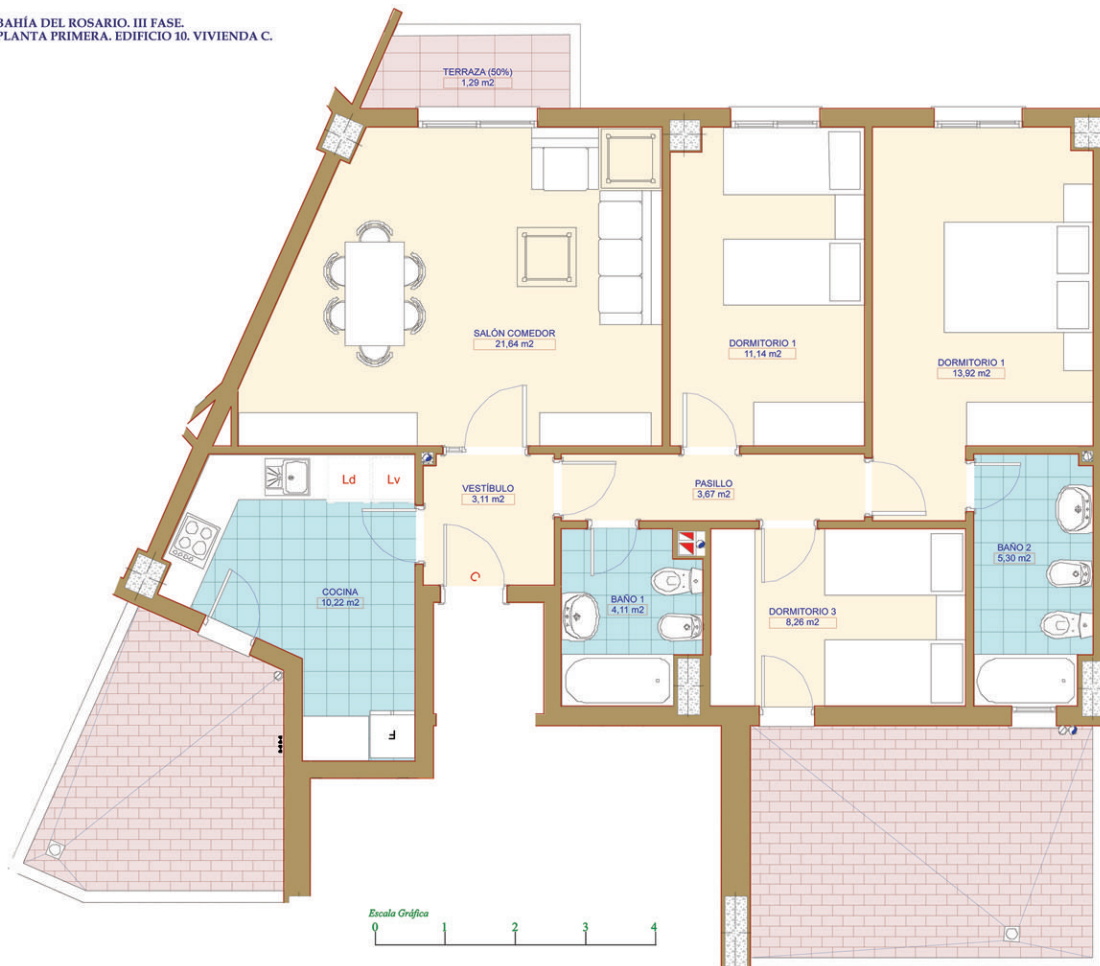 BAHÍA DEL ROSARIO. III FASE.
PLANTA PRIMERA. EDIFICIO 10. VIVIENDA C.
TERRAZA (50%)
1,29 m2
SALÓN COMEDOR
21,64 m2
DORMITORIO 1
11,14 m2
DORMITORIO 1
13,92 m2
Ld
Lv
VESTÍBULO
3,11 m2
PASILLO
3,67 m2
COCINA
10,22 m2
C
BAÑO 1
4,11 m2
DORMITORIO 3
8,26 m2
BAÑO 2
5,30 m2
F
Escala Gráfica
0 1 2 3 4